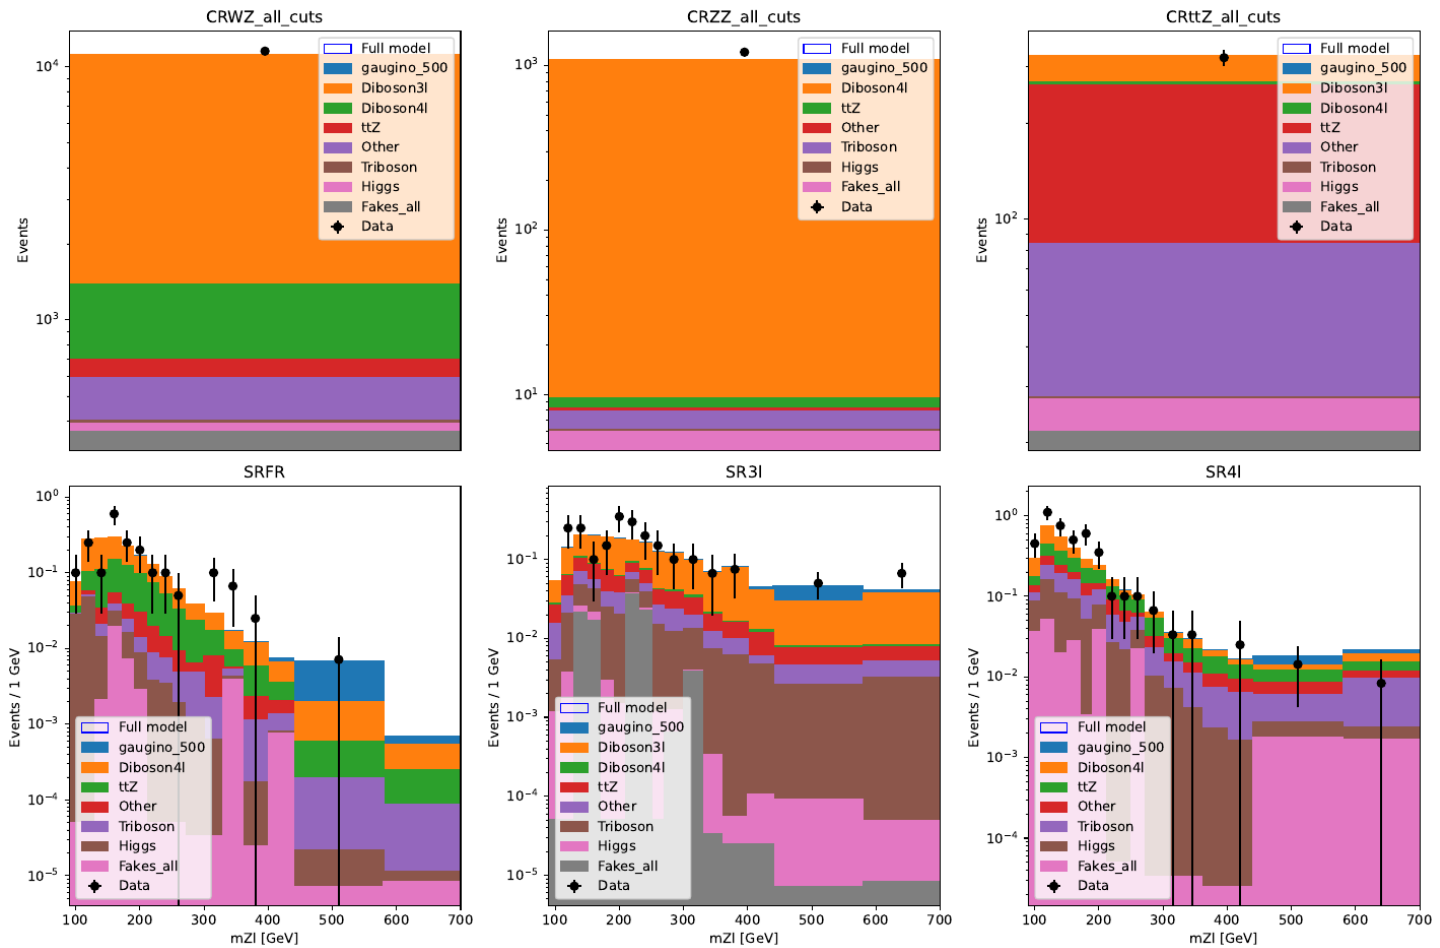 CRWZ_all_cuts
10⁴
10³
Events
Full model
gaugino_500
Diboson3l
Diboson4l
ttZ
Other
Triboson
Higgs
Fakes_all
Data
CRZZ_all_cuts
10³
10²
10¹
Events
Full model
gaugino_500
Diboson4l
ttZ
Other
Triboson
Higgs
Fakes_all
Data
CRttZ_all_cuts
10²
Events
Full model
gaugino_500
Diboson3l
Diboson4l
ttZ
Other
Triboson
Higgs
Fakes_all
Data
SRFR
10⁰
10⁻¹
10⁻²
10⁻³
10⁻⁴
10⁻⁵
Events / 1 GeV
Full model
gaugino_500
Diboson4l
ttZ
Other
Triboson
Higgs
Fakes_all
Data
100 200 300 400 500 600 700
mZl [GeV]
SR3l
10⁻¹
10⁻²
10⁻³
10⁻⁴
10⁻⁵
Events / 1 GeV
Full model
gaugino_500
Diboson3l
Diboson4l
ttZ
Other
Triboson
Higgs
Fakes_all
Data
100 200 300 400 500 600 700
mZl [GeV]
SR4l
10⁰
10⁻¹
10⁻²
10⁻³
10⁻⁴
Events / 1 GeV
Full model
gaugino_500
Diboson4l
ttZ
Other
Triboson
Higgs
Fakes_all
Data
100 200 300 400 500 600 700
mZl [GeV]